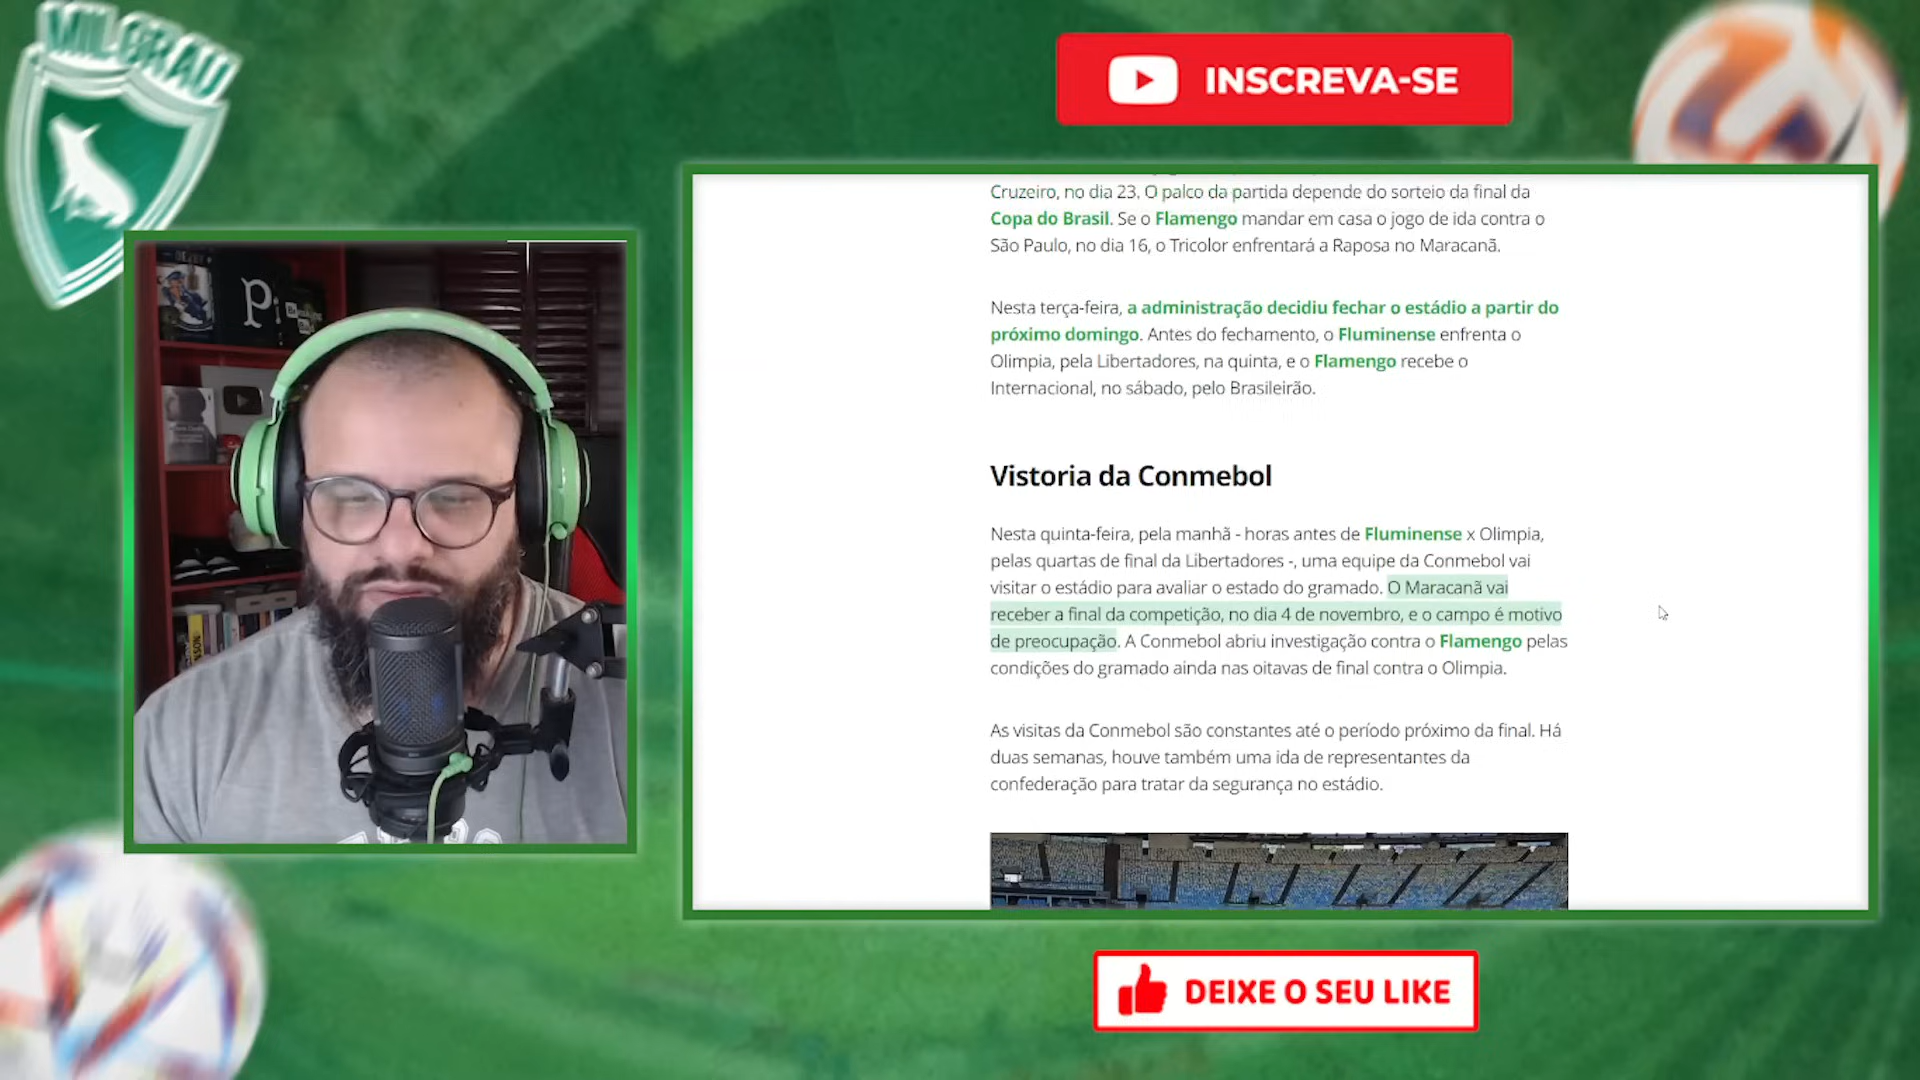 MILGRAU
INSCREVA-SE
Cruzeiro, no dia 23. O palco da partida depende do sorteio da final da
Copa do Brasil. Se o Flamengo mandar em casa o jogo de ida contra o
São Paulo, no dia 16, o Tricolor enfrentará a Raposa no Maracanã.
Nesta terça-feira, a administração decidiu fechar o estádio a partir do
próximo domingo. Antes do fechamento, o Fluminense enfrenta o
Olimpia, pela Libertadores, na quinta, e o Flamengo recebe o
Internacional, no sábado, pelo Brasileirão.
Vistoria da Conmebol
Nesta quinta-feira, pela manhã - horas antes de Fluminense x Olimpia,
pelas quartas de final da Libertadores -, uma equipe da Conmebol vai
visitar o estádio para avaliar o estado do gramado. O Maracanã vai
receber a final da competição, no dia 4 de novembro, e o campo é motivo
de preocupação. A Conmebol abriu investigação contra o Flamengo pelas
condições do gramado ainda nas oitavas de final contra o Olimpia.
As visitas da Conmebol são constantes até o período próximo da final. Há
duas semanas, houve também uma ida de representantes da
confederação para tratar da segurança no estádio.
DEIXE O SEU LIKE